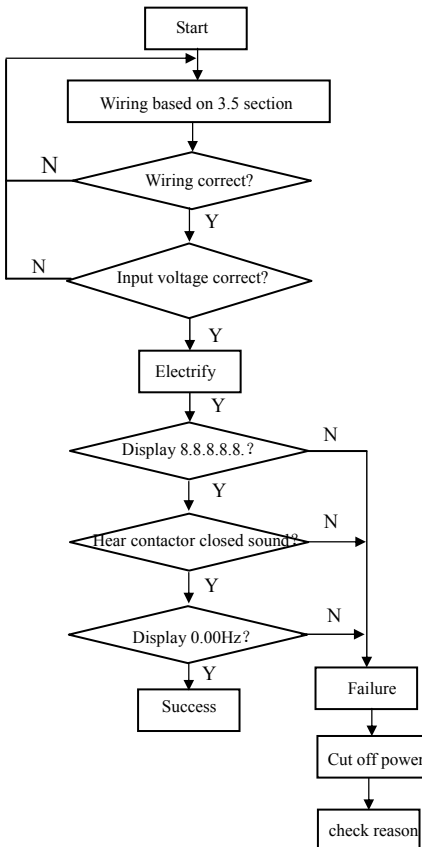 Start
Wiring based on 3.5 section
N
Wiring correct?
Y
N
Input voltage correct?
Y
Electrify
Y
Display 8.8.8.8.8.?
N
Y
Hear contactor closed sound?
N
Y
Display 0.00Hz?
N
Y
Success
Failure
Cut off power
check reason